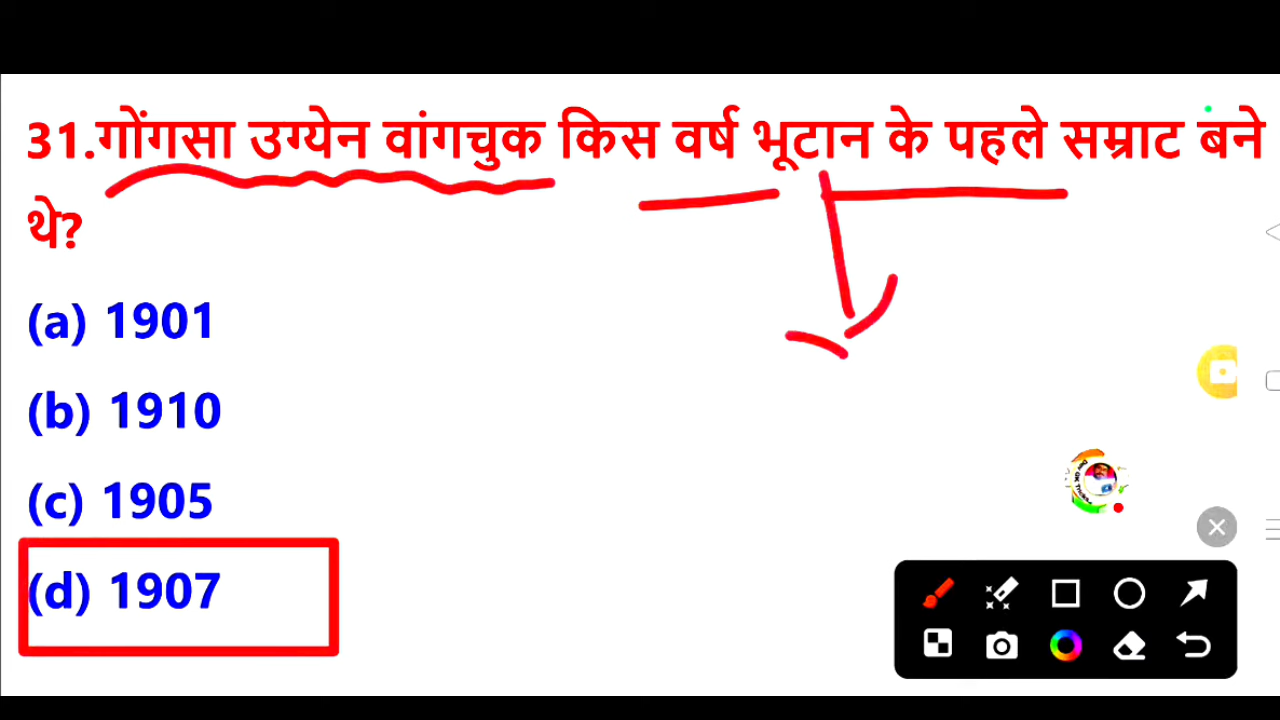 31.गोंगसा उग्येन वांगचुक किस वर्ष भूटान के पहले सम्राट बने
थे?
(a) 1901
(b) 1910
(c) 1905
(d) 1907